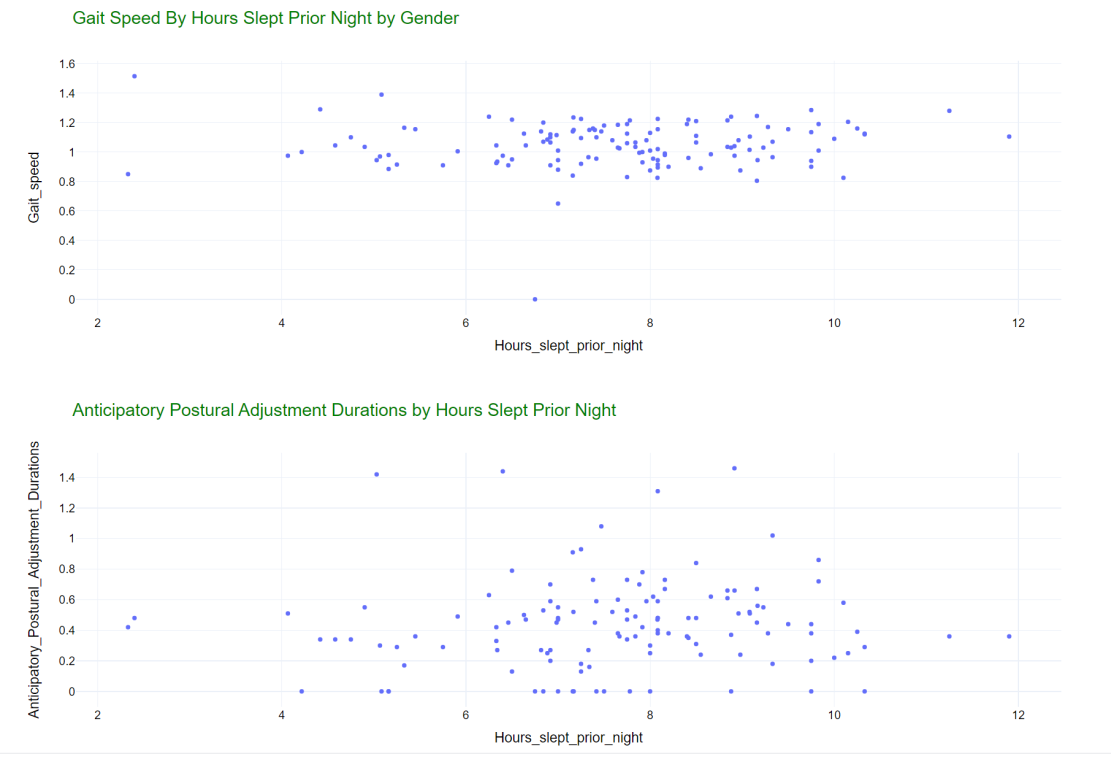 Gait Speed By Hours Slept Prior Night by Gender
1.6
1.4
1.2
1
0.8
0.6
0.4
0.2
0
Gait_speed
2 4 6 8 10 12
Hours_slept_prior_night
Anticipatory Postural Adjustment Durations by Hours Slept Prior Night
1.4
1.2
1
0.8
0.6
0.4
0.2
0
Anticipatory_Postural_Adjustment_Durations
2 4 6 8 10 12
Hours_slept_prior_night